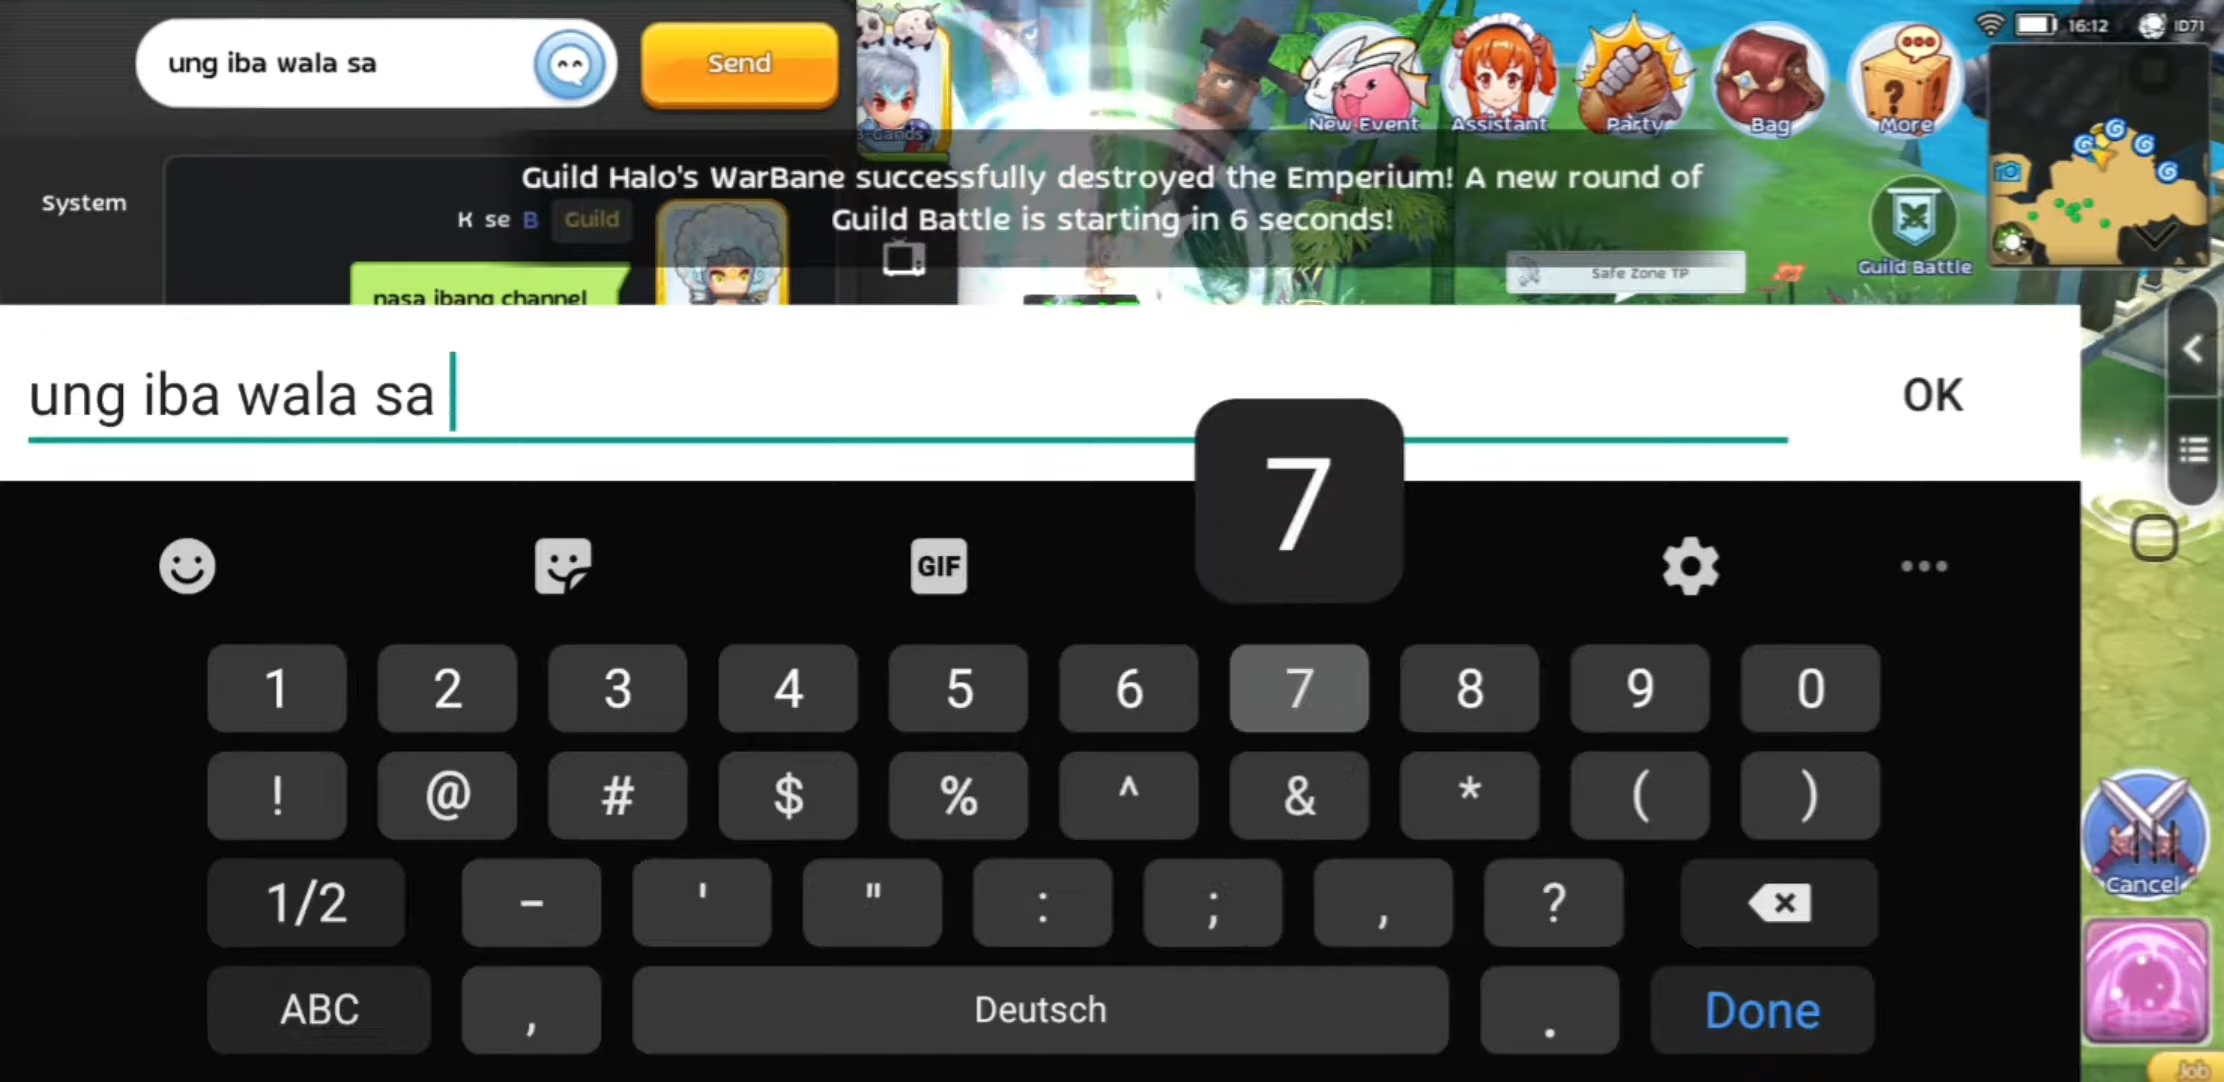 ung iba wala sa
Send
New Event
Assistant
Party
Bag
More
16:12
ID71
System
K se B
Guild
Guild Halo's WarBane successfully destroyed the Emperium! A new round of
Guild Battle is starting in 6 seconds!
Safe Zone TP
Guild Battle
nasa ibang channel
ung iba wala sa
OK
7
GIF
1 2 3 4 5 6 7 8 9 0
! @ # $ % ^ & * ( )
1/2 - ' " : ; , ?
ABC , Deutsch . Done
Cancel
Job